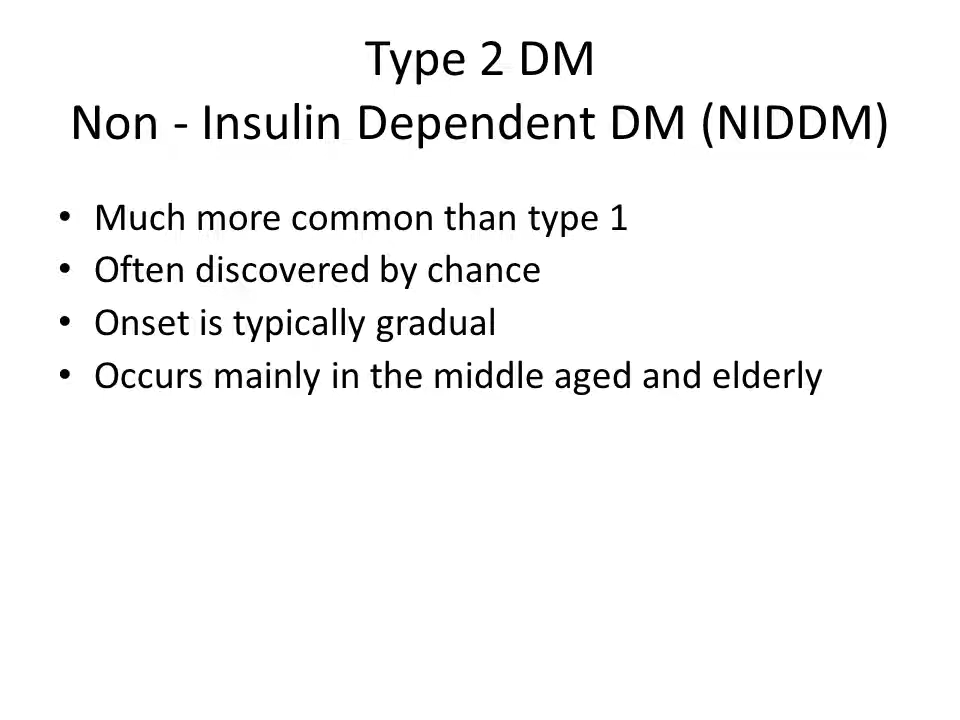 Type 2 DM
Non - Insulin Dependent DM (NIDDM)
• Much more common than type 1
• Often discovered by chance
• Onset is typically gradual
• Occurs mainly in the middle aged and elderly